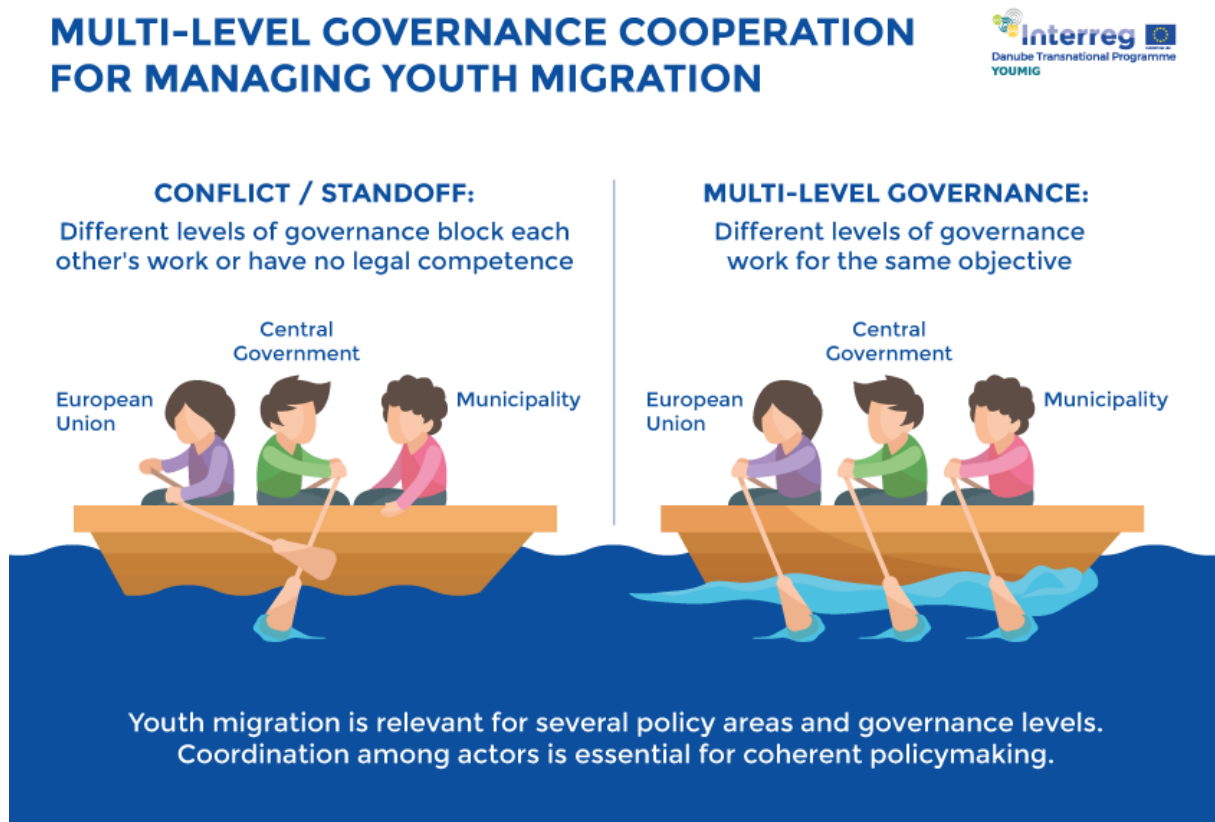 MULTI-LEVEL GOVERNANCE COOPERATION
FOR MANAGING YOUTH MIGRATION
Interreg
Danube Transnational Programme
YOUMIG
CONFLICT / STANDOFF:
Different levels of governance block each
other's work or have no legal competence
Central
Government
European
Union
Municipality
MULTI-LEVEL GOVERNANCE:
Different levels of governance
work for the same objective
Central
Government
European
Union
Municipality
Youth migration is relevant for several policy areas and governance levels.
Coordination among actors is essential for coherent policymaking.